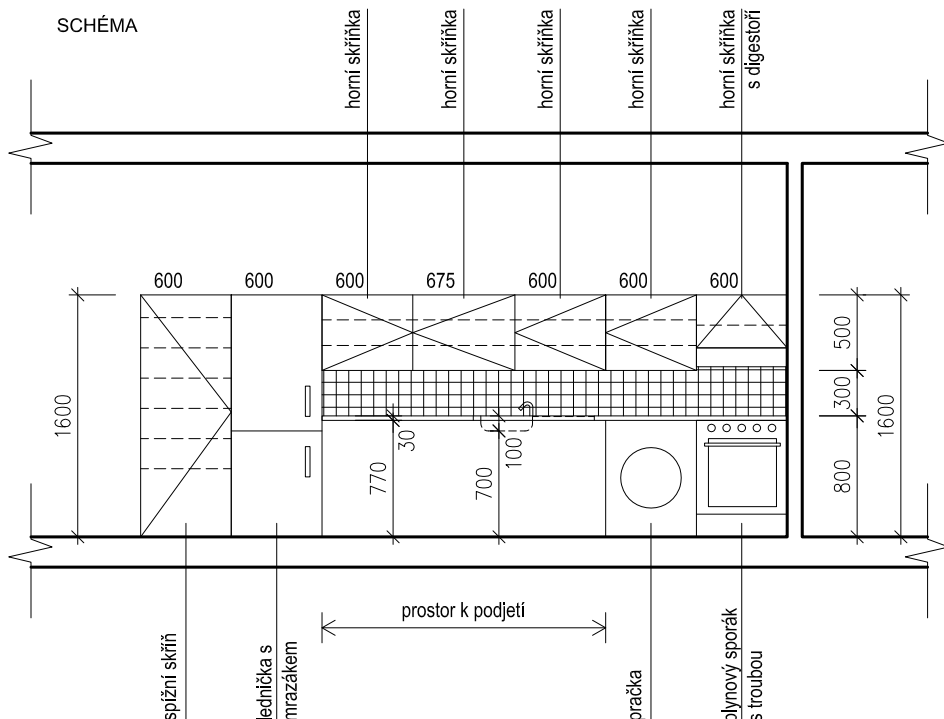 SCHÉMA
horní skříňka
horní skříňka
horní skříňka
horní skříňka
horní skříňka
s digestoří
600
600
600
675
600
600
600
1600
500
300
800
1600
770
30
700
100
prostor k podjetí
spížní skříň
lednička s
mrazákem
pračka
plynový sporák
s troubou